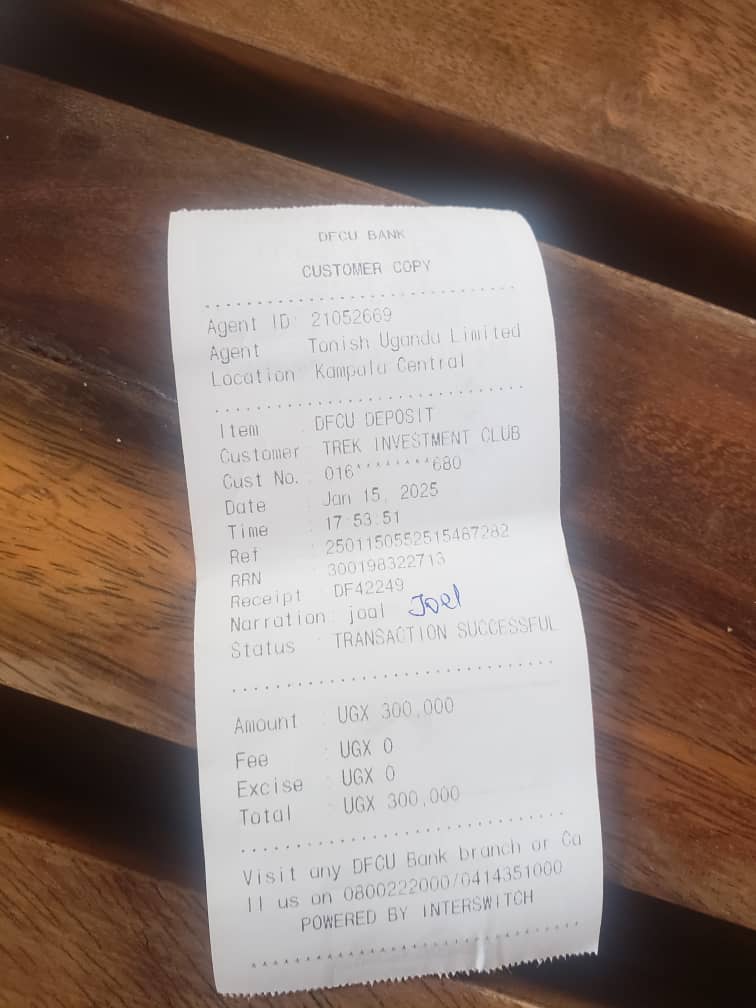 DFCU BANK
CUSTOMER COPY
Agent ID : 21052669
Agent : Tonish Uganda Limited
Location : Kampala Central
Item : DFCU DEPOSIT
Customer : TREK INVESTMENT CLUB
Cust No. : 016********680
Date : Jan 15, 2025
Time : 17:53:51
Ref : 2501150552515487282
RRN : 300198322713
Receipt : DF42249
Narration: joal Joel
Status : TRANSACTION SUCCESSFUL
Amount : UGX 300,000
Fee : UGX 0
Excise : UGX 0
Total : UGX 300,000
Visit any DFCU Bank branch or Ca
ll us on 0800222000/0414351000
POWERED BY INTERSWITCH